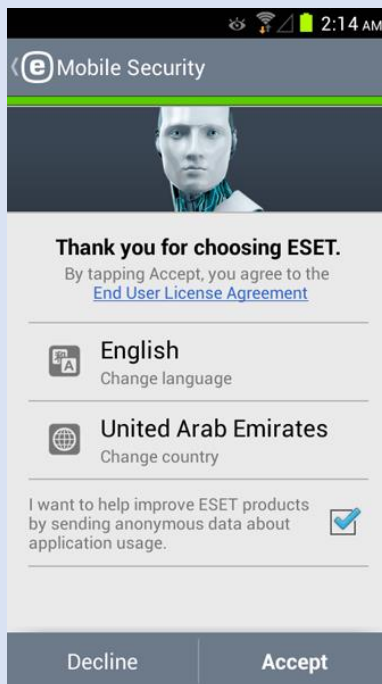 2:14 AM
e Mobile Security
Thank you for choosing ESET.
By tapping Accept, you agree to the
End User License Agreement
English
Change language
United Arab Emirates
Change country
I want to help improve ESET products
by sending anonymous data about
application usage.
Decline Accept